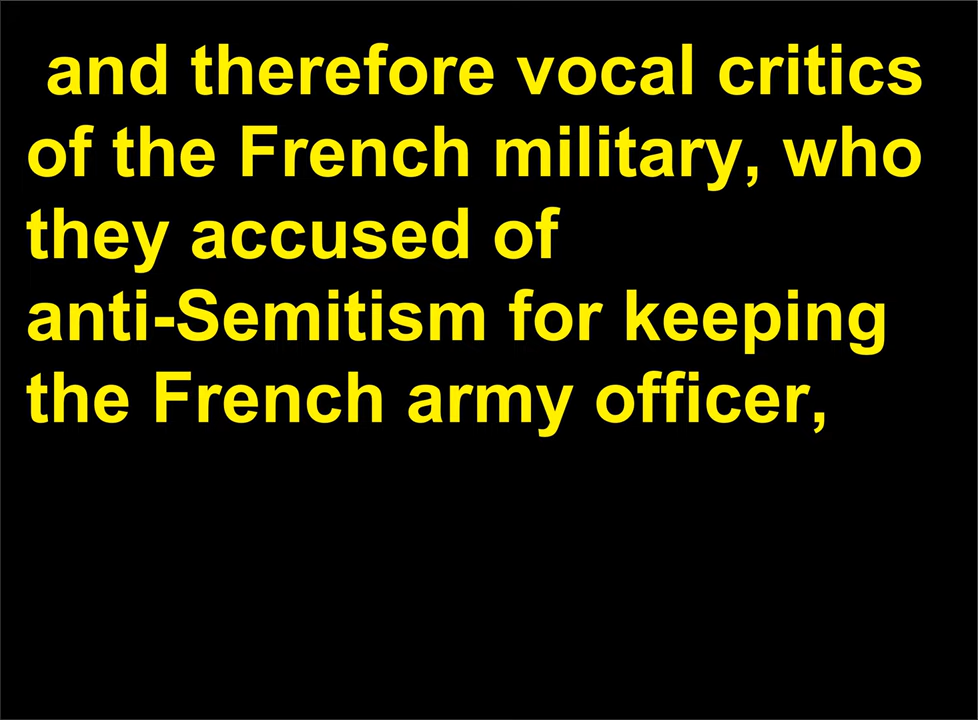 and therefore vocal critics
of the French military, who
they accused of
anti-Semitism for keeping
the French army officer,